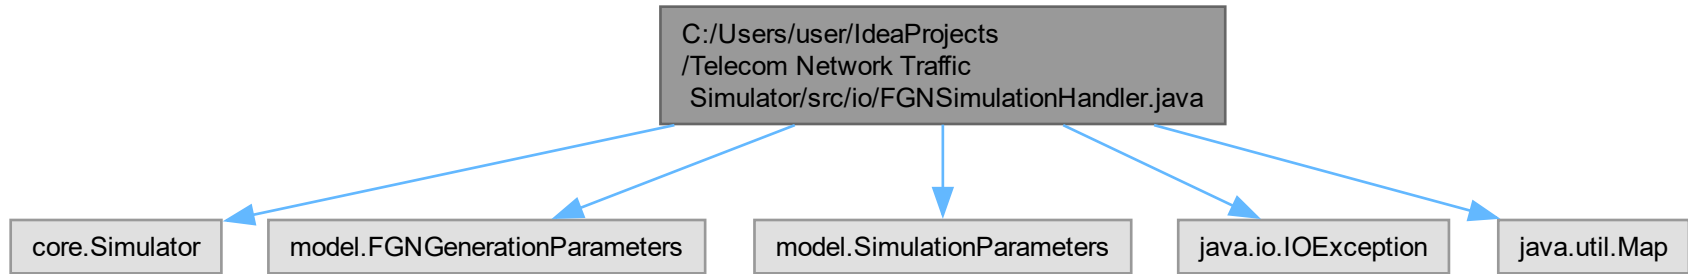 C:/Users/user/IdeaProjects
/Telecom Network Traffic
Simulator/src/io/FGNSimulationHandler.java
core.Simulator
model.FGNGenerationParameters
model.SimulationParameters
java.io.IOException
java.util.Map